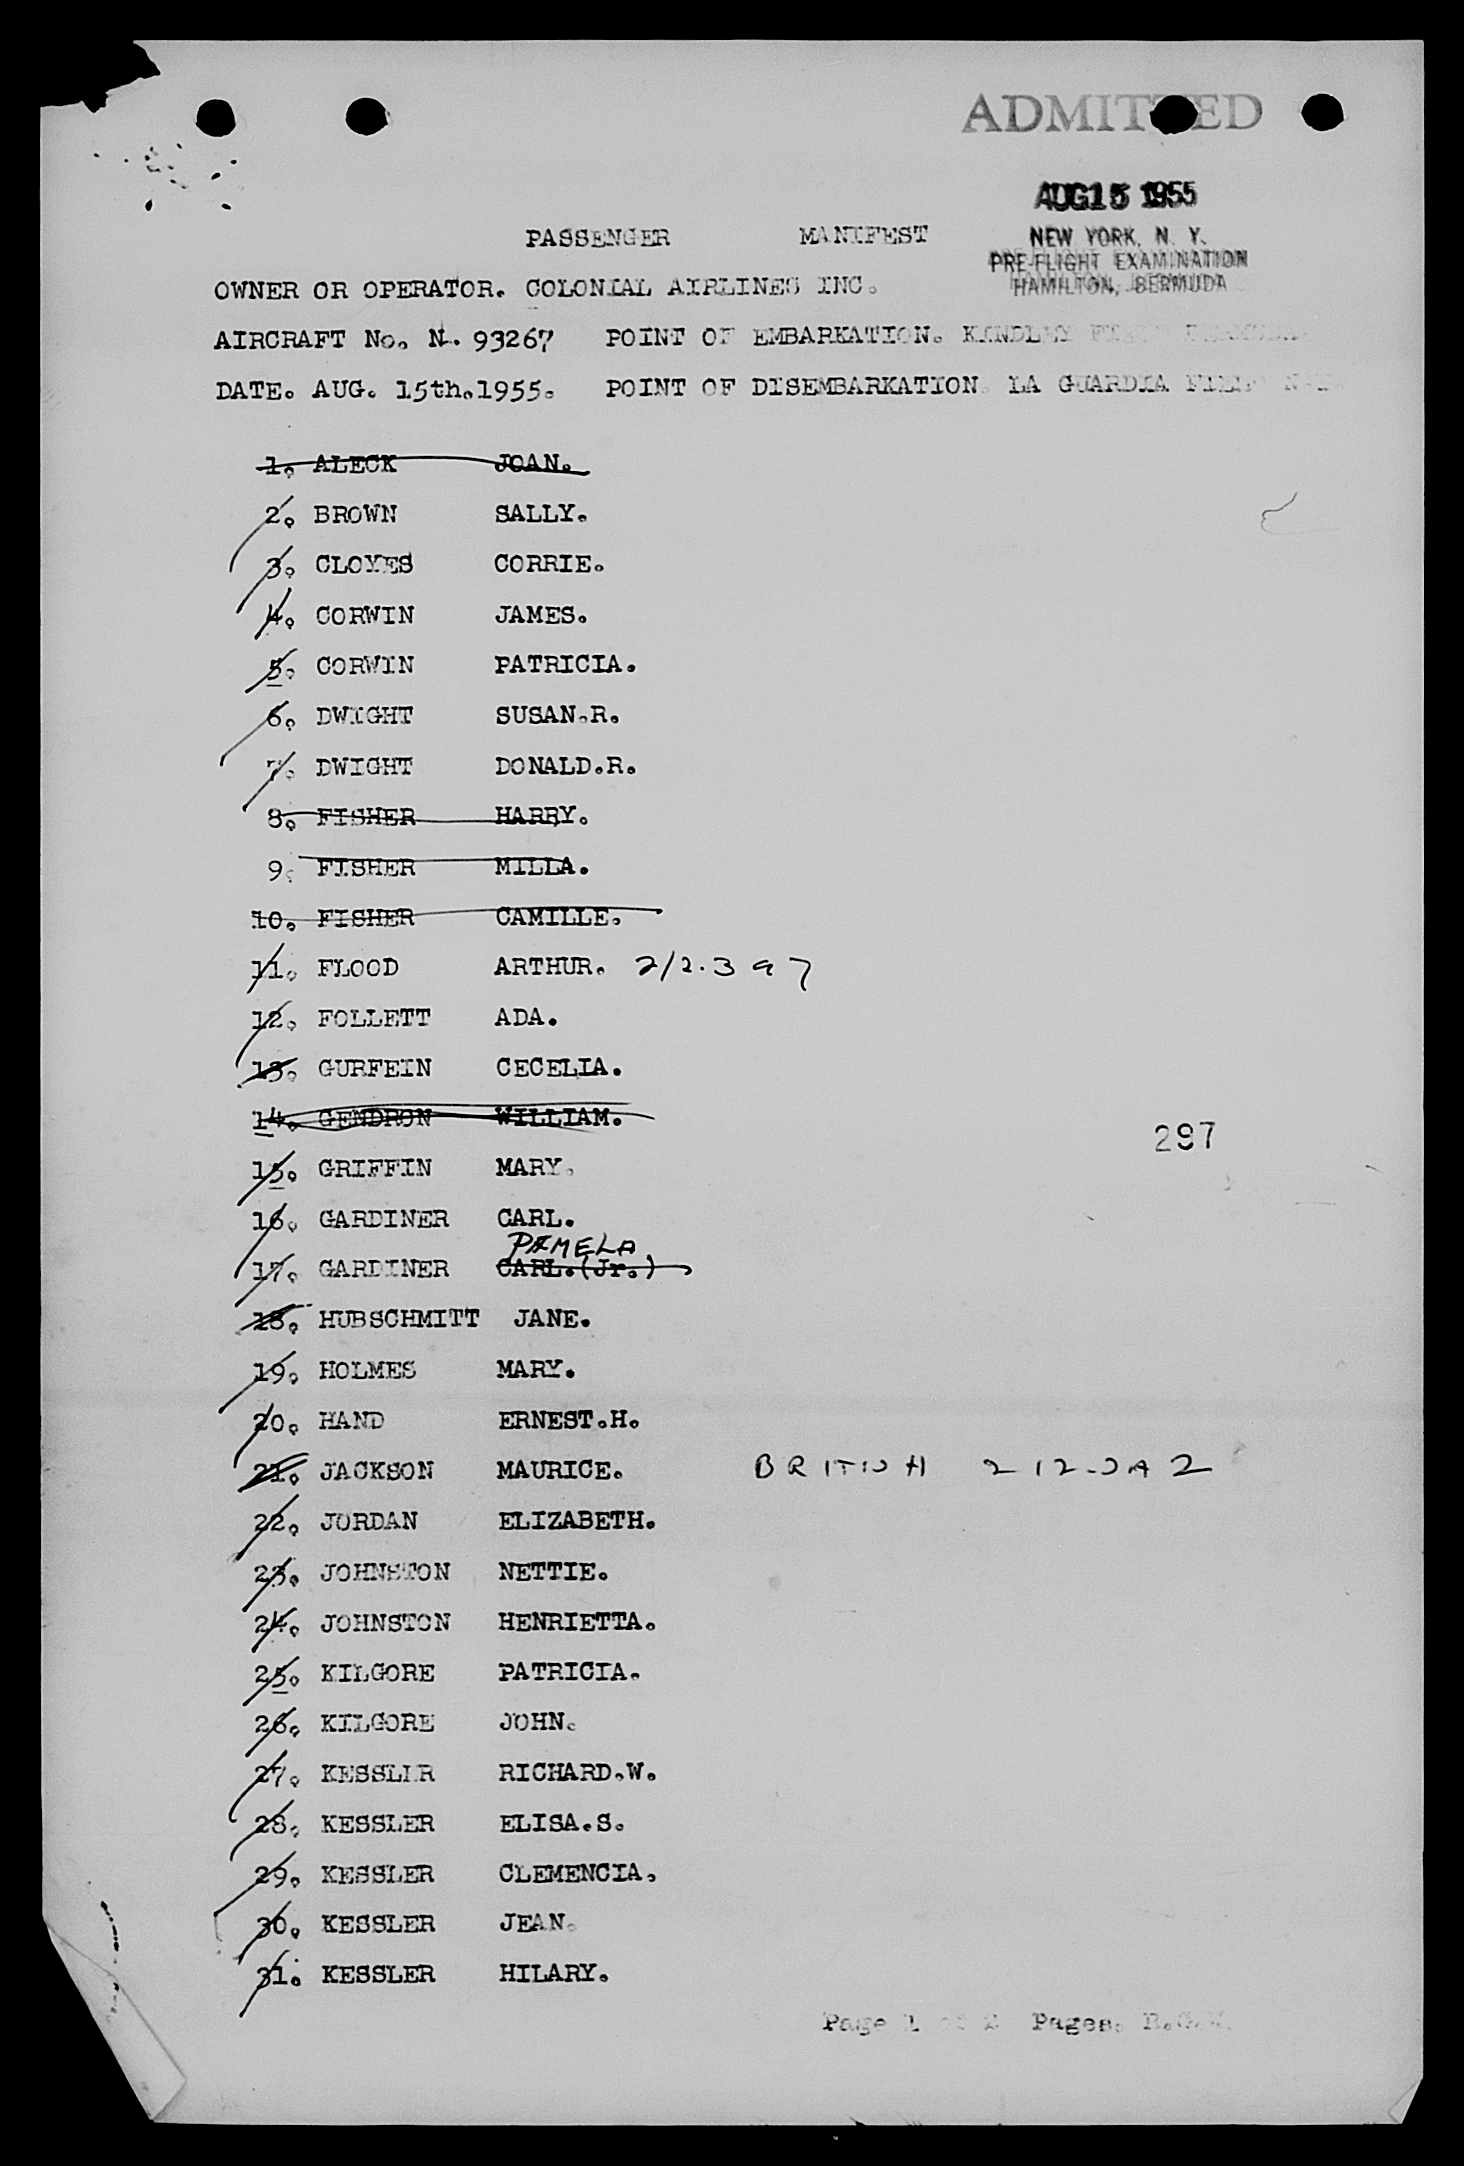 ADMITTED
AUG 15 1955
NEW YORK, N. Y.
PRE-FLIGHT EXAMINATION
HAMILTON, BERMUDA
PASSENGER MANIFEST
OWNER OR OPERATOR. COLONIAL AIRLINES INC.
AIRCRAFT No. N. 93267 POINT OF EMBARKATION. KINDLEY FIELD BERMUDA.
DATE. AUG. 15th.1955. POINT OF DISEMBARKATION. LA GUARDIA FIELD N.Y.
1. ALECK JOAN.
2. BROWN SALLY.
3. CLOYES CORRIE.
4. CORWIN JAMES.
5. CORWIN PATRICIA.
6. DWIGHT SUSAN.R.
7. DWIGHT DONALD.R.
8. FISHER HARRY.
9. FISHER MILLA.
10. FISHER CAMILLE.
11. FLOOD ARTHUR. 212.397
12. FOLLETT ADA.
13. GURFEIN CECELIA.
14. GENDRON WILLIAM.
297
15. GRIFFIN MARY.
16. GARDINER CARL.
PAMELA
17. GARDINER CARL.(Jr.)
18. HUBSCHMITT JANE.
19. HOLMES MARY.
20. HAND ERNEST.H.
21. JACKSON MAURICE. BRITISH
22. JORDAN ELIZABETH.
23. JOHNSTON NETTIE.
24. JOHNSTON HENRIETTA.
25. KILGORE PATRICIA.
26. KILGORE JOHN.
27. KESSLER RICHARD.W.
28. KESSLER ELISA.S.
29. KESSLER CLEMENCIA.
30. KESSLER JEAN.
31. KESSLER HILARY.
Page 1 of 2 Pages.